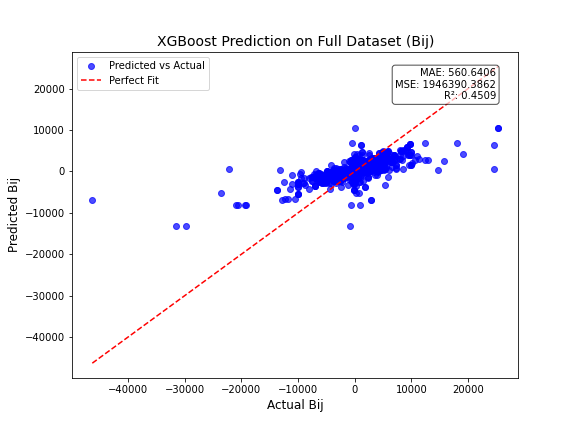 XGBoost Prediction on Full Dataset (Bij)
Predicted vs Actual
Perfect Fit
MAE: 560.6406
MSE: 1946390.3862
R²: 0.4509
20000
10000
0
−10000
−20000
−30000
−40000
Predicted Bij
−40000 −30000 −20000 −10000 0 10000 20000
Actual Bij